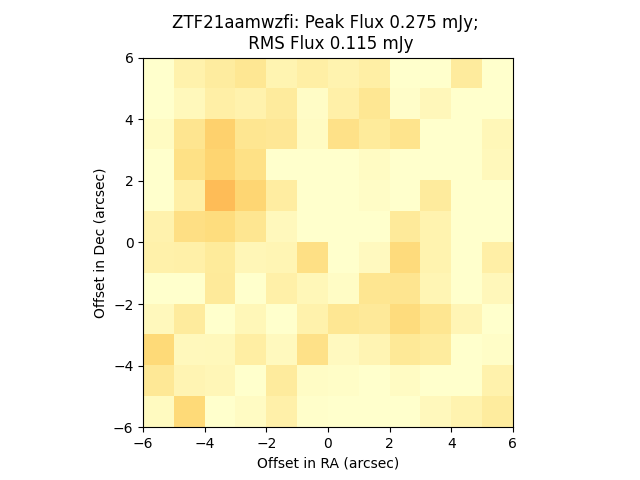 ZTF21aamwzfi: Peak Flux 0.275 mJy;
RMS Flux 0.115 mJy
6
4
2
0
−2
−4
−6
Offset in Dec (arcsec)
−6 −4 −2 0 2 4 6
Offset in RA (arcsec)